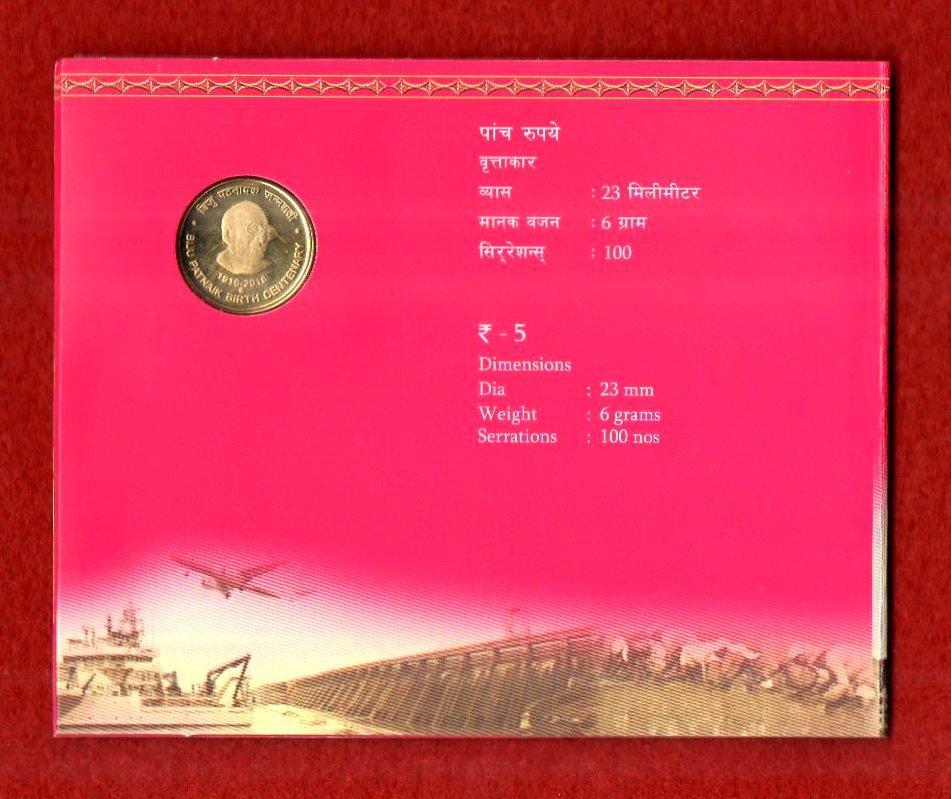 बिजु पटनायक जन्मशती
1916-2016
BIJU PATNAIK BIRTH CENTENARY
पांच रुपये
वृत्ताकार
व्यास : 23 मिलीमीटर
मानक वजन : 6 ग्राम
सिर्रेशन्स् : 100
₹ - 5
Dimensions
Dia : 23 mm
Weight : 6 grams
Serrations : 100 nos